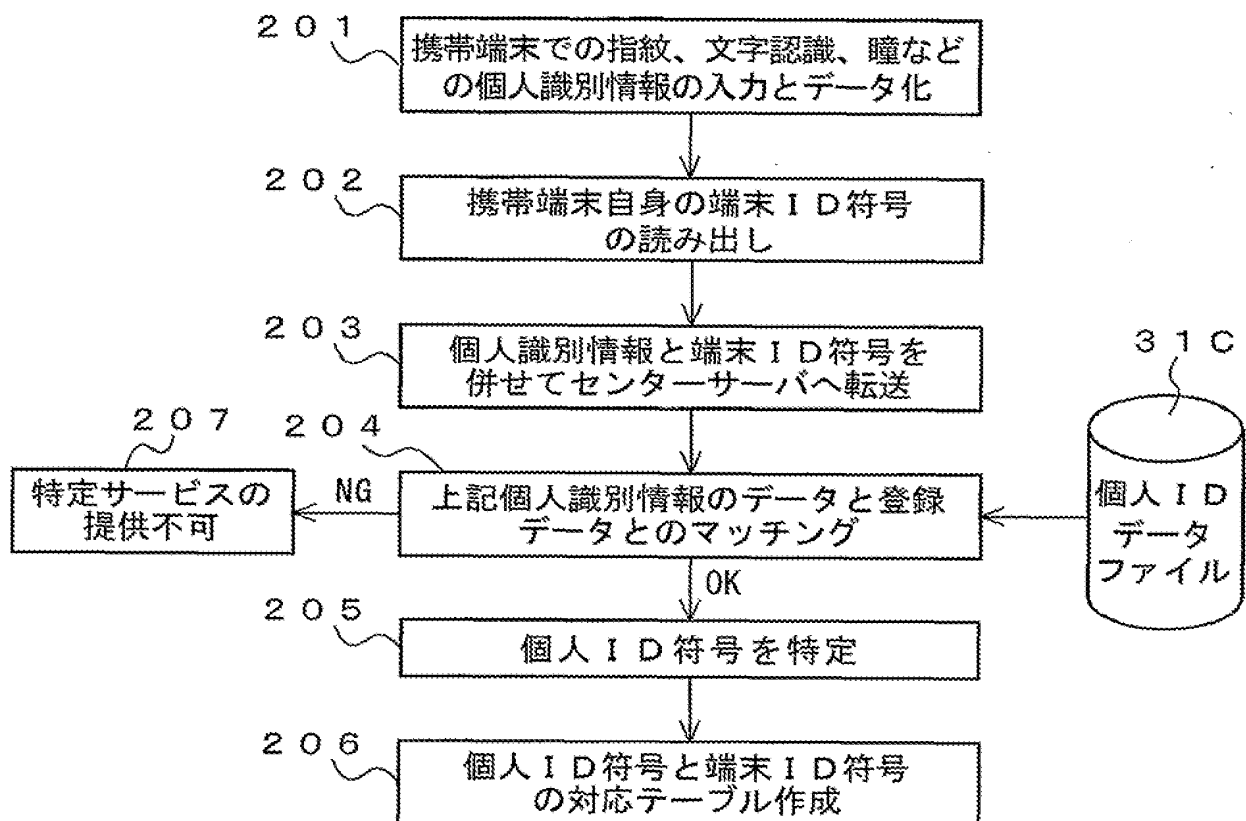 ２０１
携帯端末での指紋、文字認識、瞳など
の個人識別情報の入力とデータ化
２０２
携帯端末自身の端末ＩＤ符号
の読み出し
２０３
個人識別情報と端末ＩＤ符号を
併せてセンターサーバへ転送
３１Ｃ
２０７
特定サービスの
提供不可
NG
２０４
上記個人識別情報のデータと登録
データとのマッチング
個人ＩＤ
データ
ファイル
OK
２０５
個人ＩＤ符号を特定
２０６
個人ＩＤ符号と端末ＩＤ符号
の対応テーブル作成